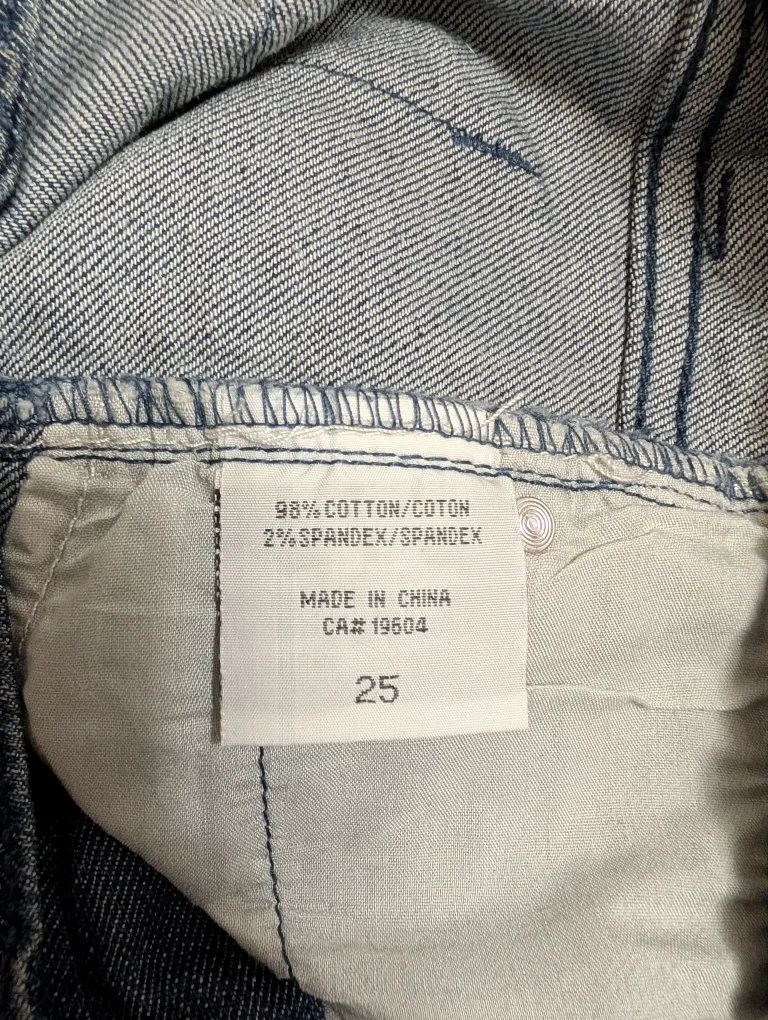 98% COTTON/COTON
2% SPANDEX/SPANDEX
MADE IN CHINA
CA# 19604
25